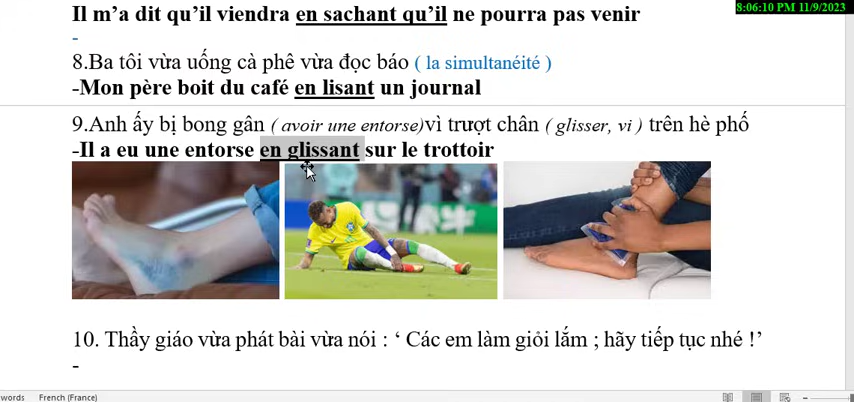 8:06:10 PM 11/9/2023
Il m’a dit qu’il viendra en sachant qu’il ne pourra pas venir
-
8.Ba tôi vừa uống cà phê vừa đọc báo ( la simultanéité )
-Mon père boit du café en lisant un journal
9.Anh ấy bị bong gân ( avoir une entorse)vì trượt chân ( glisser, vi ) trên hè phố
-Il a eu une entorse en glissant sur le trottoir
10. Thầy giáo vừa phát bài vừa nói : ‘ Các em làm giỏi lắm ; hãy tiếp tục nhé !’
-
words French (France)